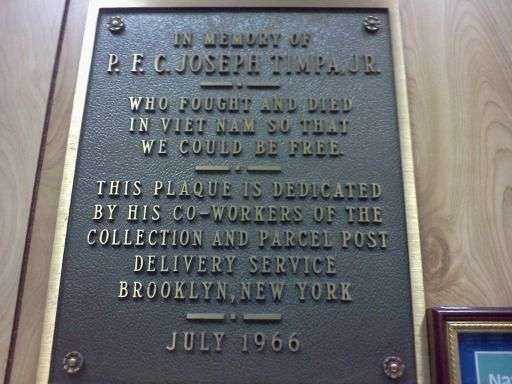 IN MEMORY OF
P. F. C. JOSEPH TIMPA, JR.
WHO FOUGHT AND DIED
IN VIET NAM SO THAT
WE COULD BE FREE.
THIS PLAQUE IS DEDICATED
BY HIS CO-WORKERS OF THE
COLLECTION AND PARCEL POST
DELIVERY SERVICE
BROOKLYN, NEW YORK
JULY 1966